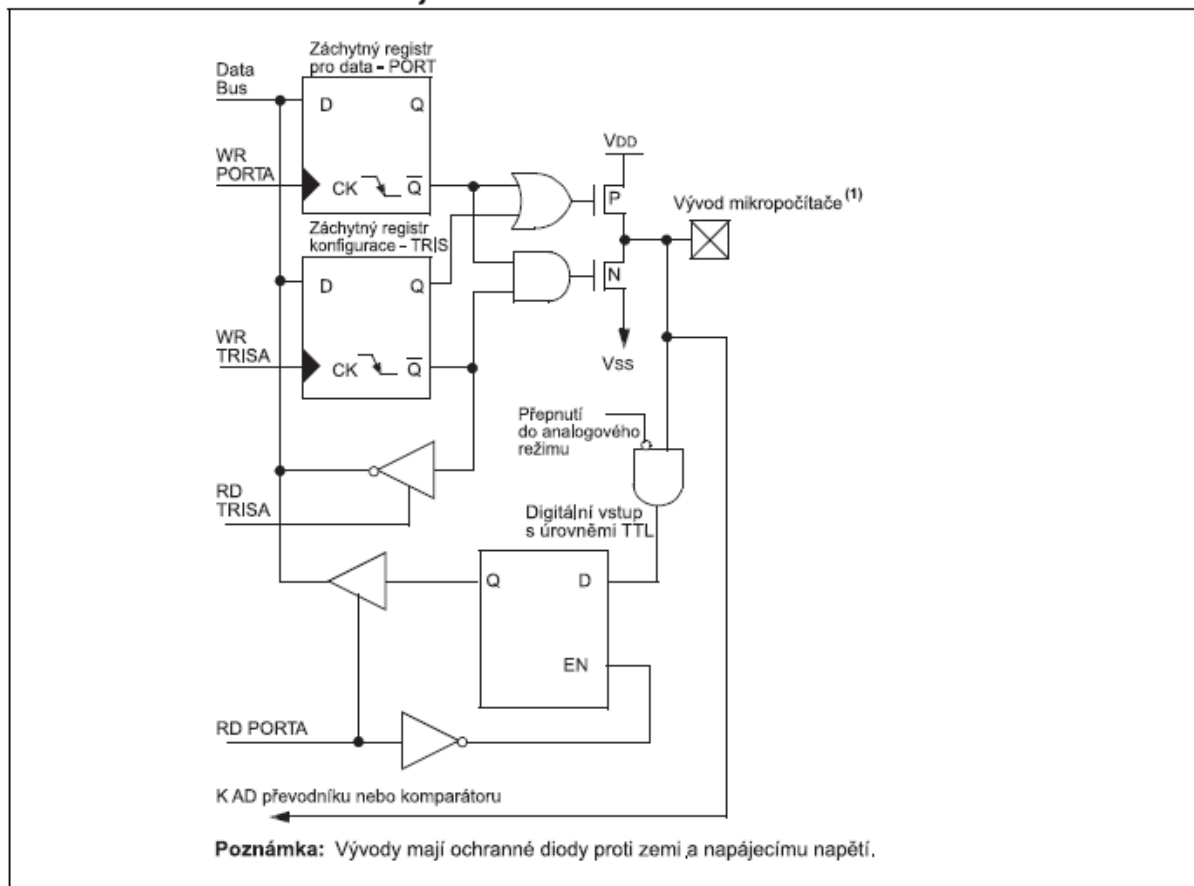 Záchytný registr
pro data – PORT
Data
Bus
D
Q
WR
PORTA
CK
Q
VDD
P
Vývod mikropočítače (1)
Záchytný registr
konfigurace – TRIS
D
Q
N
WR
TRISA
CK
Q
VSS
Přepnutí
do analogového
režimu
RD
TRISA
Digitální vstup
s úrovněmi TTL
Q
D
EN
RD PORTA
K AD převodníku nebo komparátoru
Poznámka: Vývody mají ochranné diody proti zemi a napájecímu napětí.